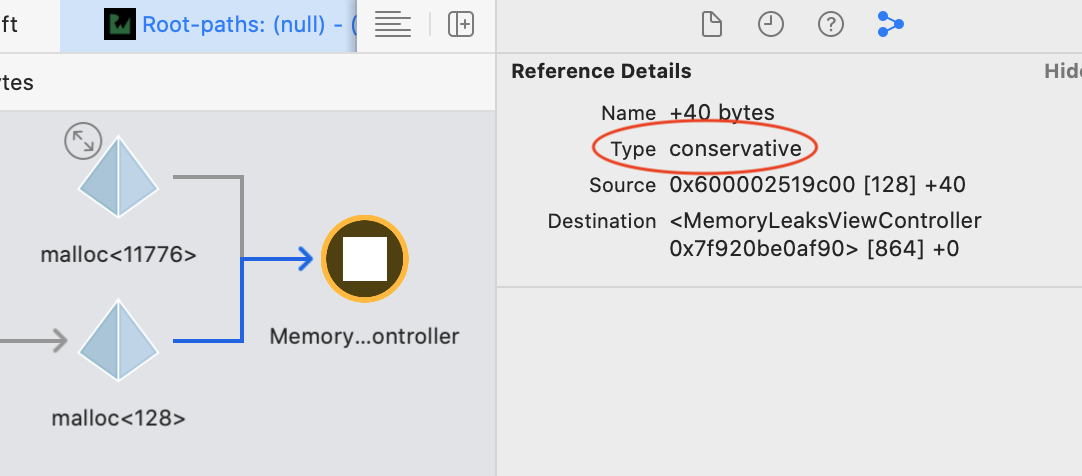 ft
Root-paths: (null) - (
ytes
Reference Details
Hide
Name +40 bytes
Type conservative
Source 0x600002519c00 [128] +40
Destination <MemoryLeaksViewController
0x7f920be0af90> [864] +0
malloc<11776>
Memory...ontroller
malloc<128>